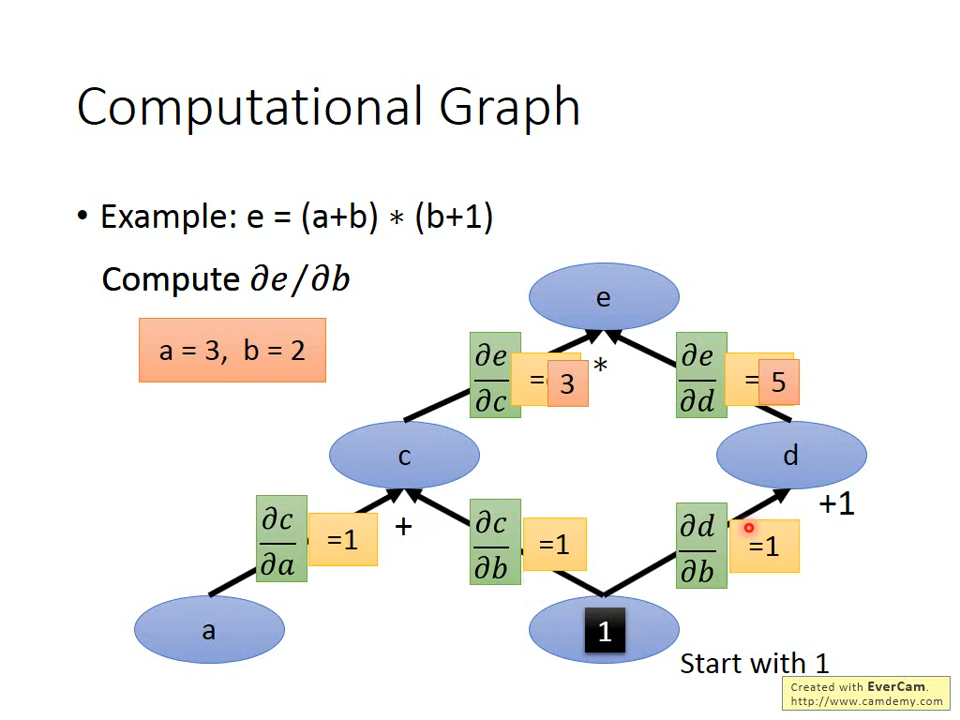 Computational Graph
• Example: e = (a+b) ∗ (b+1)
Compute ∂e/∂b
a = 3, b = 2
e
∂e/∂c
=
3
*
∂e/∂d
=
5
c
d
+1
∂c/∂a
=1
+
∂c/∂b
=1
∂d/∂b
=1
a
1
Start with 1
Created with EverCam.
http://www.camdemy.com